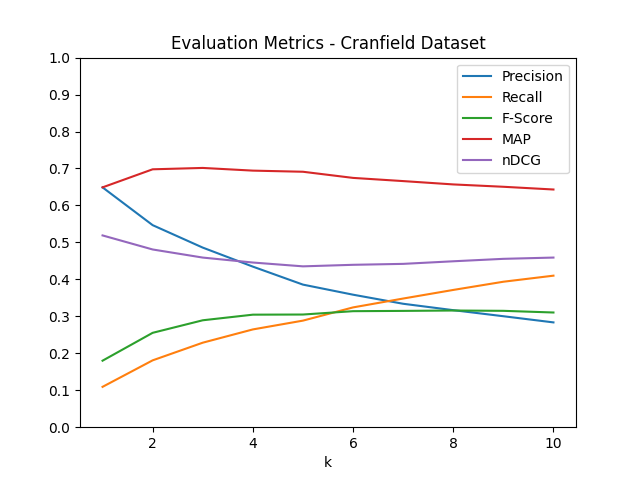 Evaluation Metrics - Cranfield Dataset
1.0
0.9
0.8
0.7
0.6
0.5
0.4
0.3
0.2
0.1
0.0
Precision
Recall
F-Score
MAP
nDCG
2 4 6 8 10
k